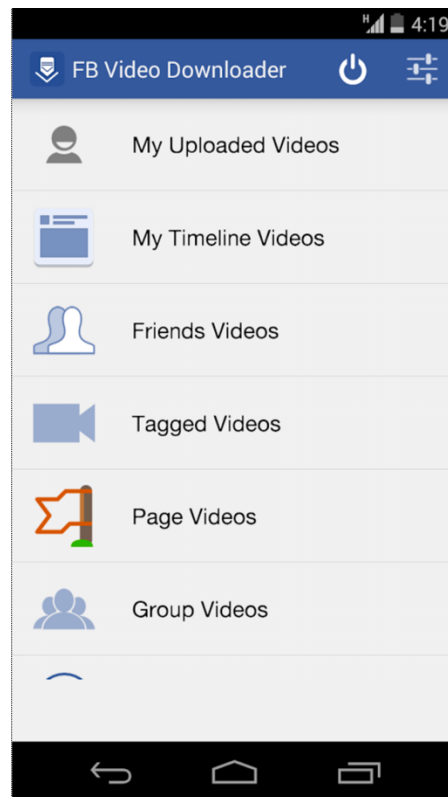 H 4:19
FB Video Downloader
My Uploaded Videos
My Timeline Videos
Friends Videos
Tagged Videos
Page Videos
Group Videos